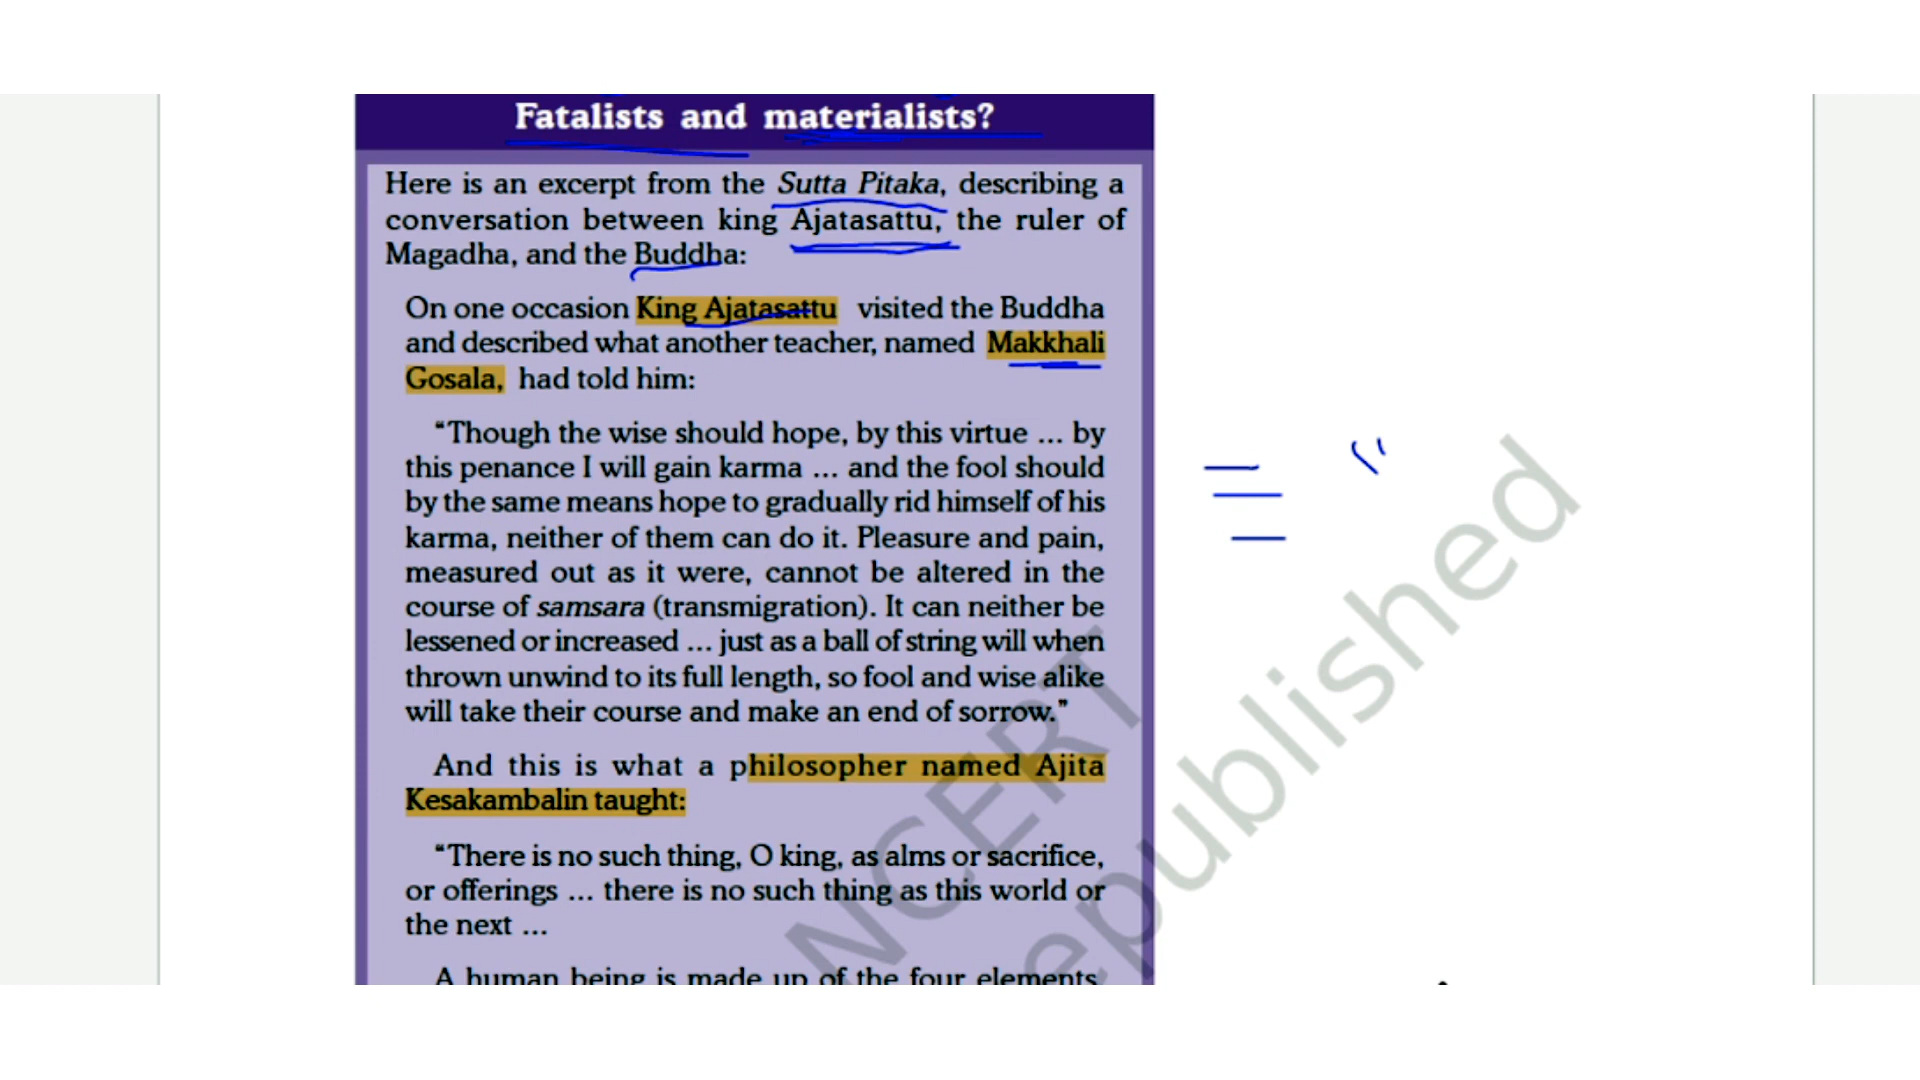 Fatalists and materialists?
Here is an excerpt from the Sutta Pitaka, describing a
conversation between king Ajatasattu, the ruler of
Magadha, and the Buddha:
On one occasion King Ajatasattu visited the Buddha
and described what another teacher, named Makkhali
Gosala, had told him:
“Though the wise should hope, by this virtue ... by
this penance I will gain karma ... and the fool should
by the same means hope to gradually rid himself of his
karma, neither of them can do it. Pleasure and pain,
measured out as it were, cannot be altered in the
course of samsara (transmigration). It can neither be
lessened or increased ... just as a ball of string will when
thrown unwind to its full length, so fool and wise alike
will take their course and make an end of sorrow.”
And this is what a philosopher named Ajita
Kesakambalin taught:
“There is no such thing, O king, as alms or sacrifice,
or offerings ... there is no such thing as this world or
the next ...
A human being is made up of the four elements.
NCERT
epublished